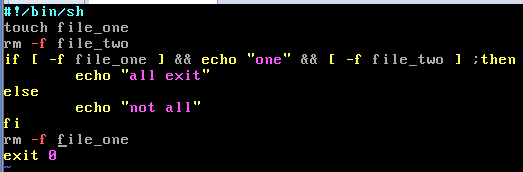 #!/bin/sh
touch file_one
rm -f file_two
if [ -f file_one ] && echo "one" && [ -f file_two ] ;then
        echo "all exit"
else
        echo "not all"
fi
rm -f file_one
exit 0
~